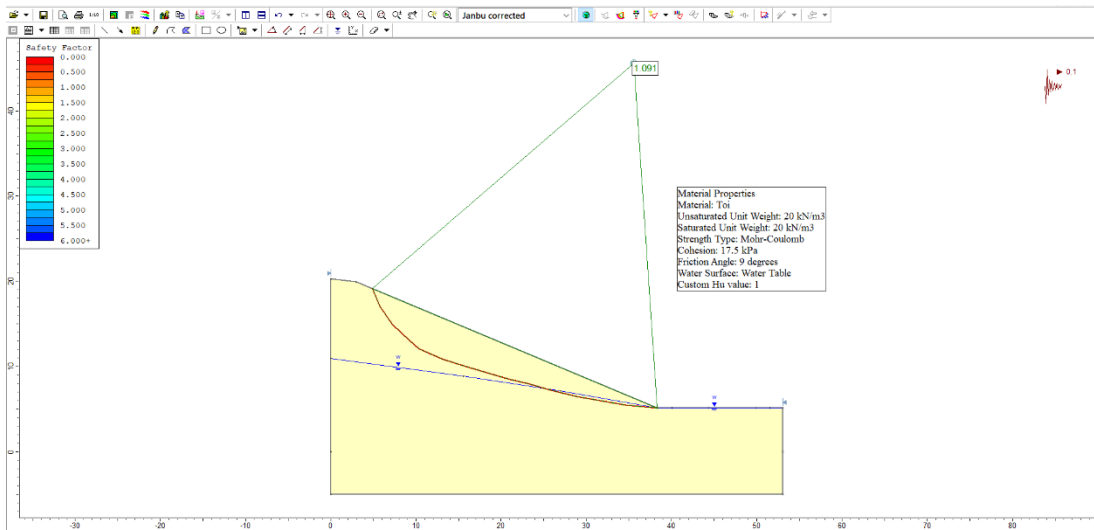 Janbu corrected
Safety Factor
0.000
0.500
1.000
1.500
2.000
2.500
3.000
3.500
4.000
4.500
5.000
5.500
6.000+
1.091
0.1
Material Properties
Material: Toi
Unsaturated Unit Weight: 20 kN/m3
Saturated Unit Weight: 20 kN/m3
Strength Type: Mohr-Coulomb
Cohesion: 17.5 kPa
Friction Angle: 9 degrees
Water Surface: Water Table
Custom Hu value: 1
W
W
40
30
20
10
0
-30
-20
-10
0
10
20
30
40
50
60
70
80
90